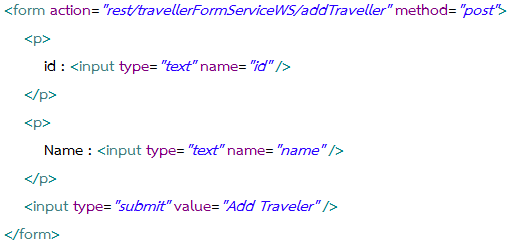 <form action="rest/travellerFormServiceWS/addTraveller" method="post">
<p>
id : <input type="text" name="id" />
</p>
<p>
Name : <input type="text" name="name" />
</p>
<input type="submit" value="Add Traveler" />
</form>